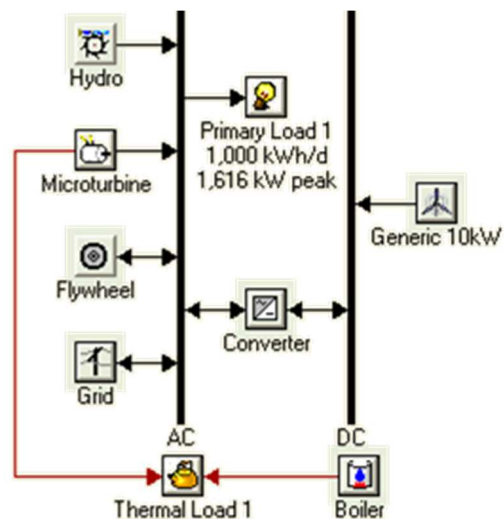 Hydro
Primary Load 1
1,000 kWh/d
1,616 kW peak
Microturbine
Generic 10kW
Flywheel
Converter
Grid
AC
DC
Thermal Load 1
Boiler